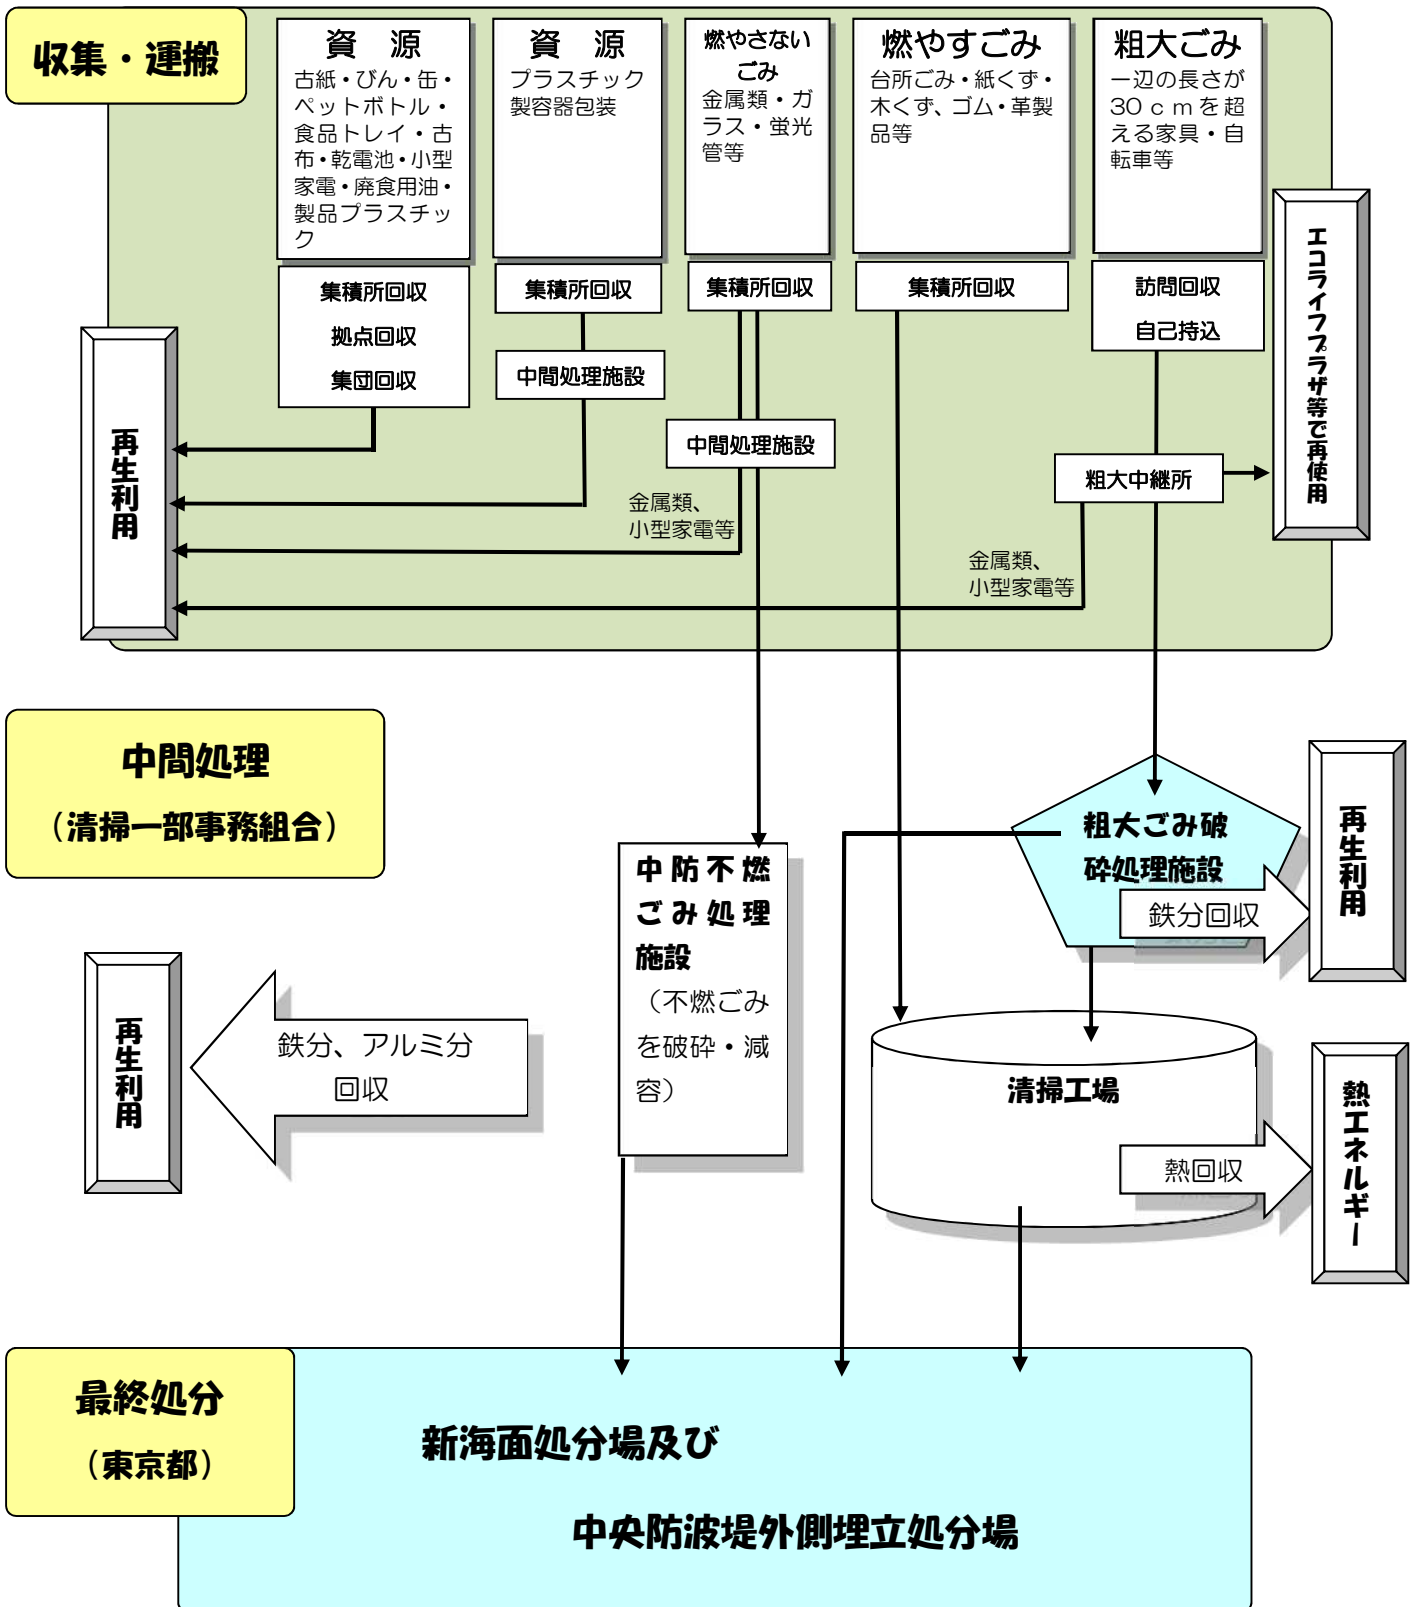 収集・運搬
資　源
古紙・びん・缶・
ペットボトル・
食品トレイ・古
布・乾電池・小型
家電・廃食用油・
製品プラスチッ
ク
集積所回収
拠点回収
集団回収
資　源
プラスチック
製容器包装
集積所回収
中間処理施設
燃やさない
ごみ
金属類・ガ
ラス・蛍光
管等
集積所回収
中間処理施設
金属類、
小型家電等
燃やすごみ
台所ごみ・紙くず・
木くず、ゴム・革製
品等
集積所回収
粗大ごみ
一辺の長さが
30ｃｍを超
える家具・自
転車等
訪問回収
自己持込
粗大中継所
金属類、
小型家電等
エコライフプラザ等で再使用
再生利用
中間処理
（清掃一部事務組合）
中防不燃
ごみ処理
施設
（不燃ごみ
を破砕・減
容）
粗大ごみ破
砕処理施設
鉄分回収
再生利用
鉄分、アルミ分
回収
再生利用
清掃工場
熱回収
熱エネルギー
最終処分
（東京都）
新海面処分場及び
中央防波堤外側埋立処分場